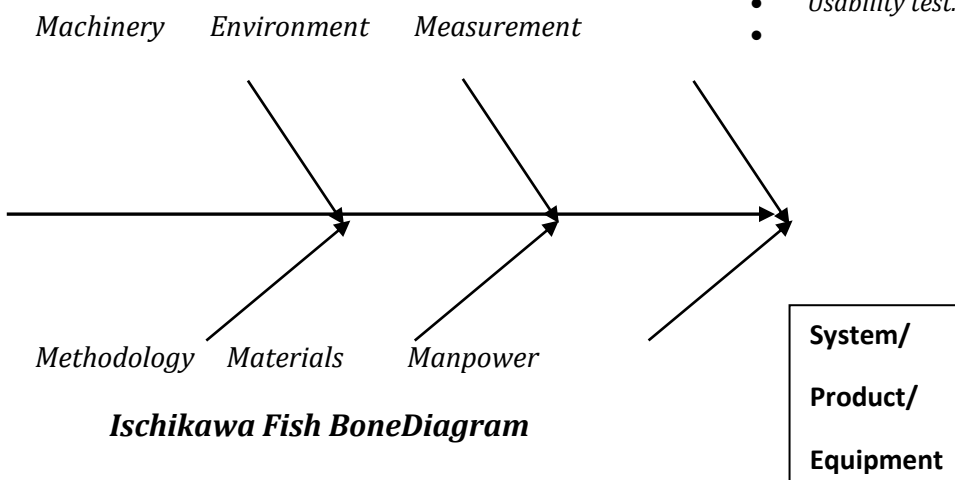 • Usability test.
Machinery Environment Measurement
•
Methodology Materials Manpower
Ischikawa Fish BoneDiagram
System/
Product/
Equipment